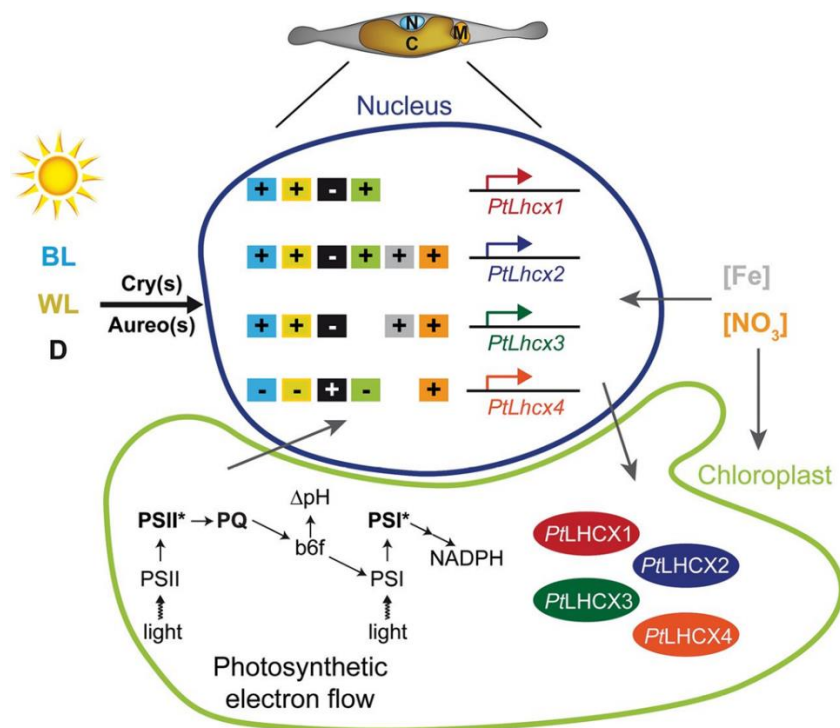 N
C
M
Nucleus
+ + - +
PtLhcx1
BL
+ + - + + +
PtLhcx2
Cry(s)
WL
Aureo(s)
[Fe]
+ + - + +
PtLhcx3
[NO3]
D
- - + - +
PtLhcx4
Chloroplast
ΔpH
PSII* PQ
PSI*
b6f
NADPH
PSII
PSI
light
light
PtLHCX1
PtLHCX2
PtLHCX3
PtLHCX4
Photosynthetic
electron flow